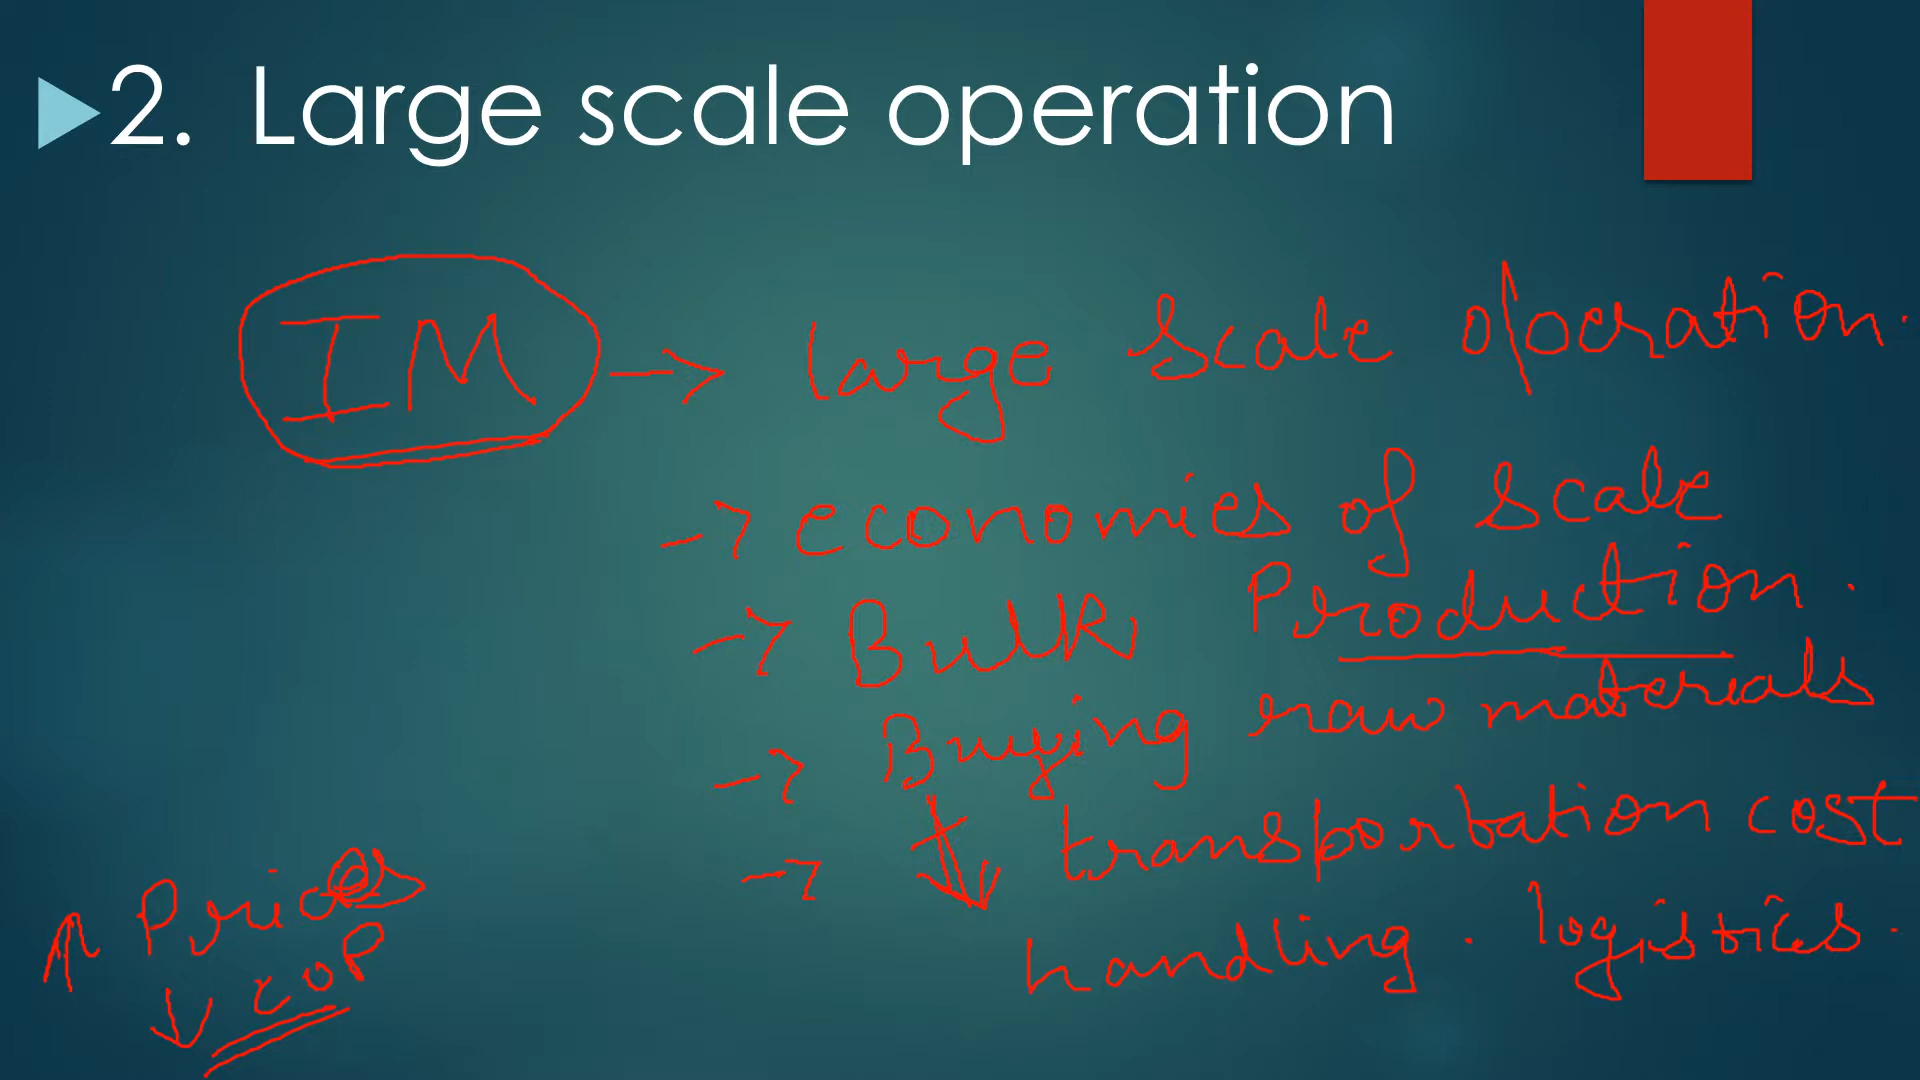 2. Large scale operation
IM → large scale operation.
→ economies of scale
→ Bulk Production.
→ Buying raw materials
→ ↓ transportation cost
handling. logistics.
↑ Prices
↓ COP